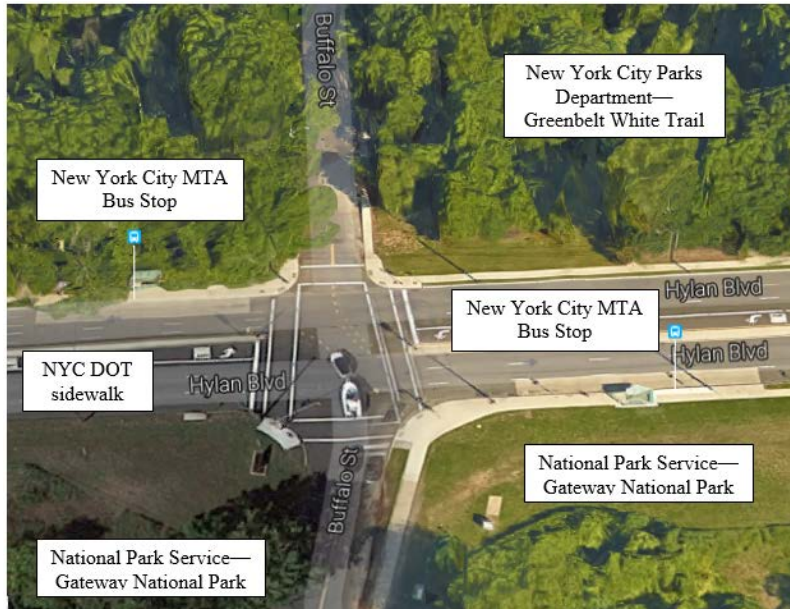 Buffalo St
New York City Parks
Department—
Greenbelt White Trail
New York City MTA
Bus Stop
Hylan Blvd
New York City MTA
Bus Stop
Hylan Blvd
NYC DOT
sidewalk
Hylan Blvd
Buffalo St
National Park Service—
Gateway National Park
National Park Service—
Gateway National Park